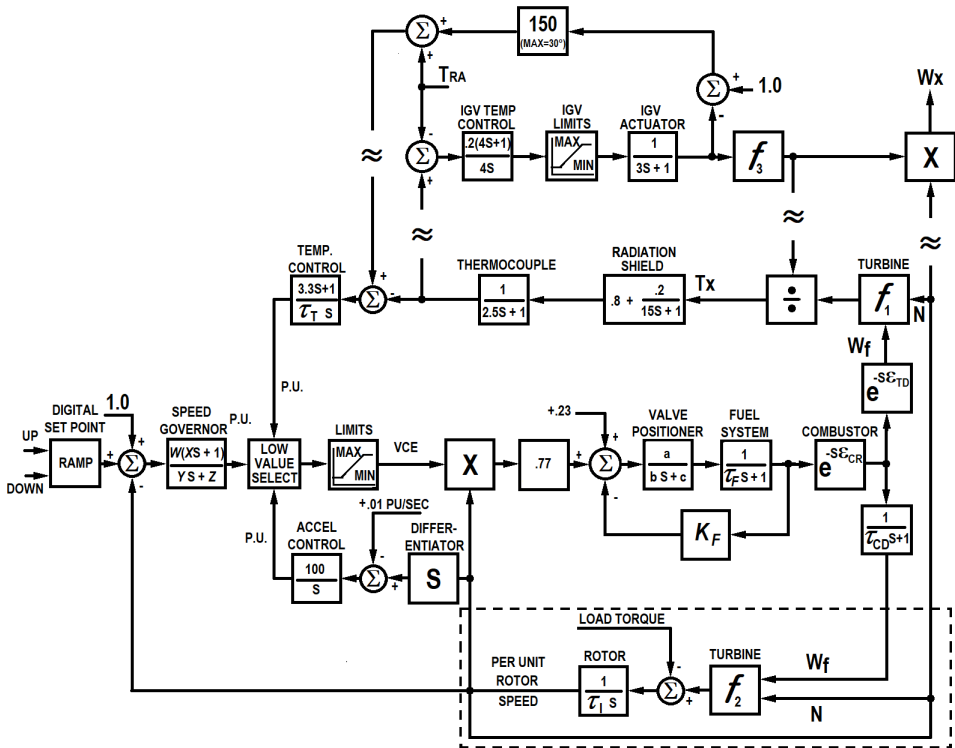 Σ
+
+
150
(MAX=30°)
Wx
TRA
Σ
+
-
1.0
-
Σ
+
IGV TEMP
CONTROL
.2(4S+1)
4S
IGV
LIMITS
MAX
MIN
IGV
ACTUATOR
1
3S + 1
f3
X
≈
≈
≈
≈
TEMP.
CONTROL
3.3S+1
τT S
+
-
Σ
THERMOCOUPLE
1
2.5S + 1
RADIATION
SHIELD
.8 + .2
15S + 1
Tx
÷
TURBINE
f1
N
Wf
e-SεTD
P.U.
DIGITAL
SET POINT
1.0
UP
DOWN
RAMP
+
+
-
Σ
SPEED
GOVERNOR
W(XS + 1)
YS + Z
P.U.
LOW
VALUE
SELECT
LIMITS
MAX
MIN
VCE
X
.77
+.23
+
+
-
Σ
VALVE
POSITIONER
a
bS + c
FUEL
SYSTEM
1
τFS + 1
COMBUSTOR
e-SεCR
KF
1
τCDS+1
P.U.
ACCEL
CONTROL
100
S
+.01 PU/SEC
-
+
Σ
DIFFER-
ENTIATOR
S
LOAD TORQUE
PER UNIT
ROTOR
SPEED
ROTOR
1
τI S
-
+
Σ
TURBINE
f2
Wf
N